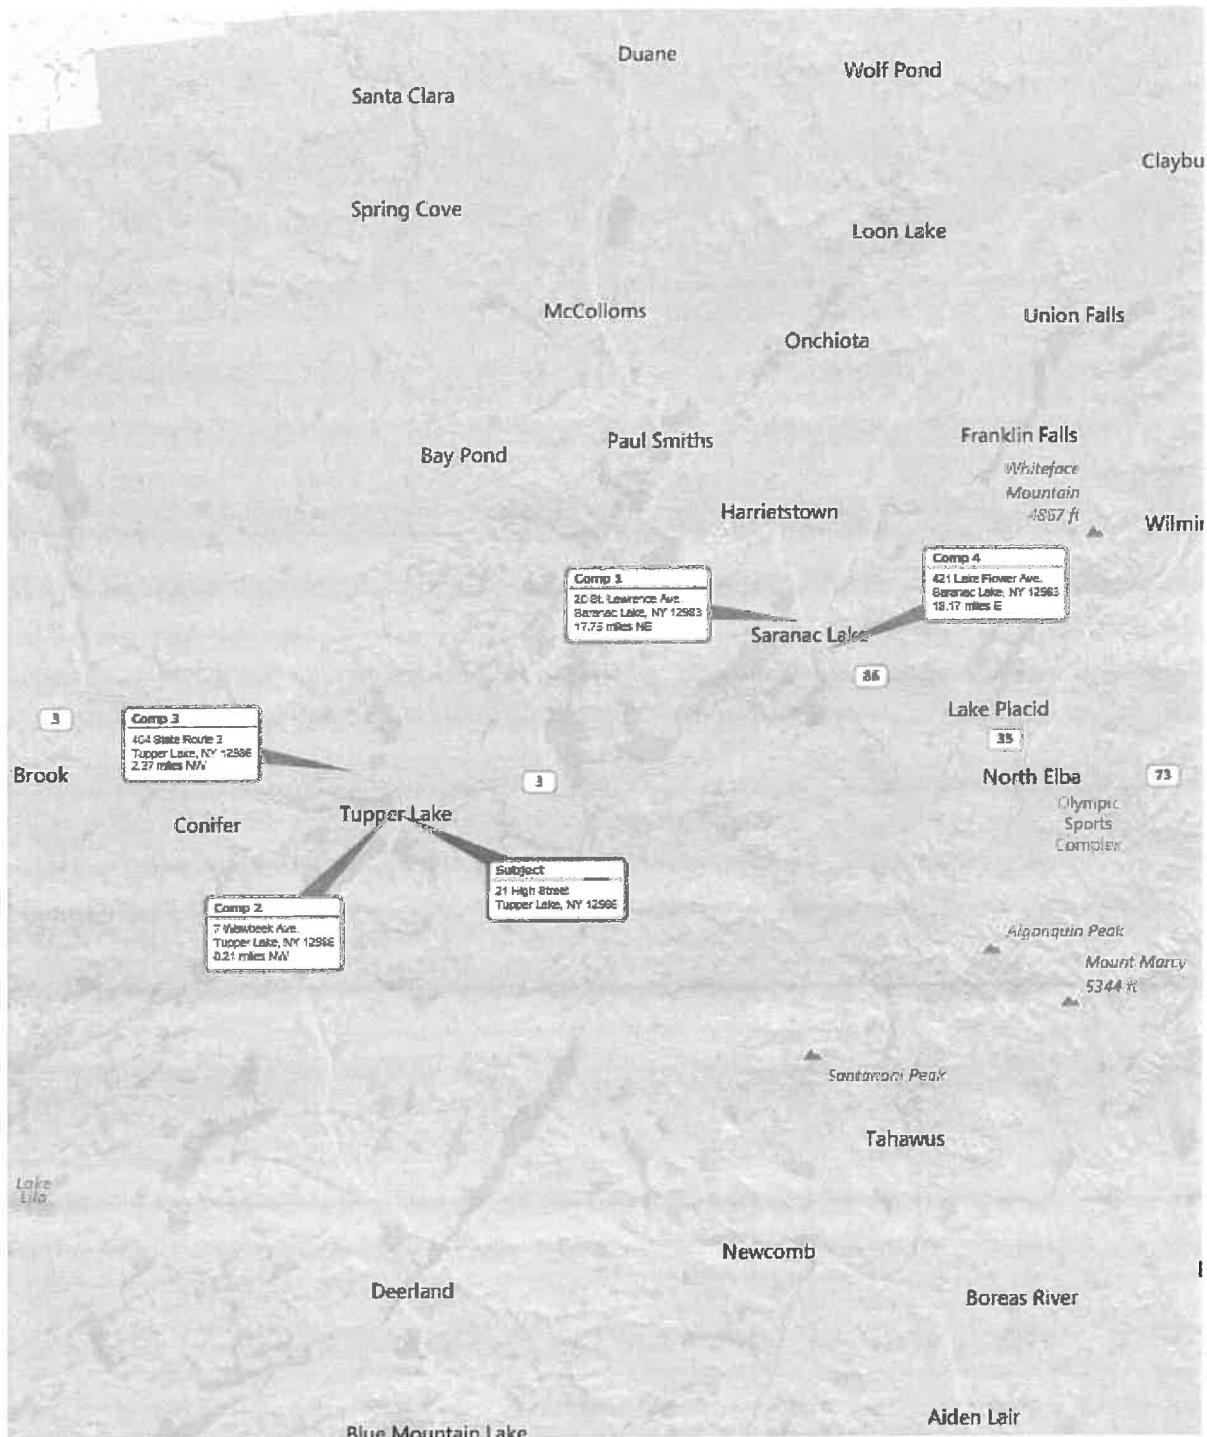 Duane
Wolf Pond
Santa Clara
Claybu
Spring Cove
Loon Lake
McColloms
Union Falls
Onchiota
Franklin Falls
Paul Smiths
Bay Pond
Whiteface
Mountain
4867 ft
Harrietstown
Wilmin
Comp 4
421 Lake Flower Ave.
Saranac Lake, NY 12983
18.17 miles E
Comp 1
20 St. Lawrence Ave.
Saranac Lake, NY 12983
17.75 miles NE
Saranac Lake
86
Lake Placid
35
Comp 3
State Route 3
Tupper Lake, NY 12986
2.37 miles NW
3
Brook
3
North Elba
73
Olympic
Sports
Complex
Tupper Lake
Conifer
Subject
21 High Street
Tupper Lake, NY 12986
Comp 2
7 Wawbeek Ave.
Tupper Lake, NY 12986
0.21 miles NW
Algonquin Peak
Mount Marcy
5344 ft
Santanoni Peak
Tahawus
Lake
Lila
Newcomb
Deerland
Boreas River
Aiden Lair
Blue Mountain Lake